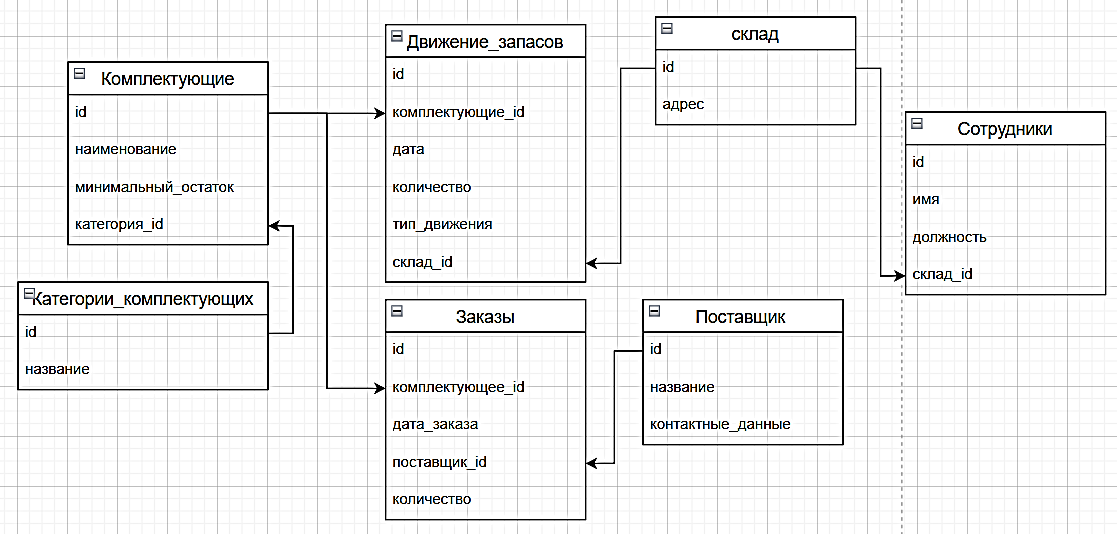 Комплектующие
id
наименование
минимальный_остаток
категория_id
Категории_комплектующих
id
название
Движение_запасов
id
комплектующие_id
дата
количество
тип_движения
склад_id
Заказы
id
комплектующее_id
дата_заказа
поставщик_id
количество
склад
id
адрес
Поставщик
id
название
контактные_данные
Сотрудники
id
имя
должность
склад_id